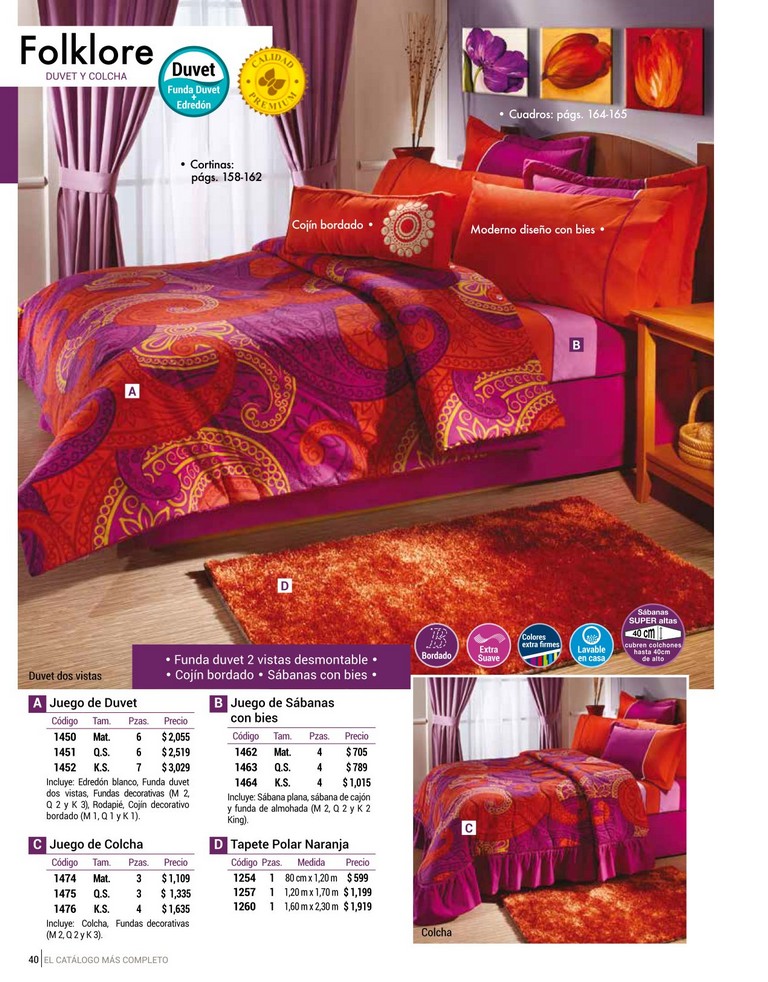 Folklore
DUVET Y COLCHA
Duvet
Funda Duvet
+
Edredón
CALIDAD
PREMIUM
• Cuadros: págs. 164-165
• Cortinas:
págs. 158-162
Cojín bordado •
Moderno diseño con bies •
B
A
D
Bordado
Extra
Suave
Colores
extra firmes
Lavable
en casa
Sábanas
SUPER altas
40 cm
cubren colchones
hasta 40cm
de alto
Duvet dos vistas
• Funda duvet 2 vistas desmontable •
• Cojín bordado • Sábanas con bies •
A Juego de Duvet
Código Tam. Pzas. Precio
1450 Mat. 6 $2,055
1451 Q.S. 6 $2,519
1452 K.S. 7 $3,029
Incluye: Edredón blanco, Funda duvet
dos vistas, Fundas decorativas (M 2,
Q 2 y K 3), Rodapié, Cojín decorativo
bordado (M 1, Q 1 y K 1).
B Juego de Sábanas
con bies
Código Tam. Pzas. Precio
1462 Mat. 4 $705
1463 Q.S. 4 $789
1464 K.S. 4 $1,015
Incluye: Sábana plana, sábana de cajón
y funda de almohada (M 2, Q 2 y K 2
King).
C Juego de Colcha
Código Tam. Pzas. Precio
1474 Mat. 3 $1,109
1475 Q.S. 3 $1,335
1476 K.S. 4 $1,635
Incluye: Colcha, Fundas decorativas
(M 2, Q 2 y K 3).
D Tapete Polar Naranja
Código Pzas. Medida Precio
1254 1 80 cm x 1,20 m $599
1257 1 1,20 m x 1,70 m $1,199
1260 1 1,60 m x 2,30 m $1,919
C
Colcha
40 EL CATÁLOGO MÁS COMPLETO